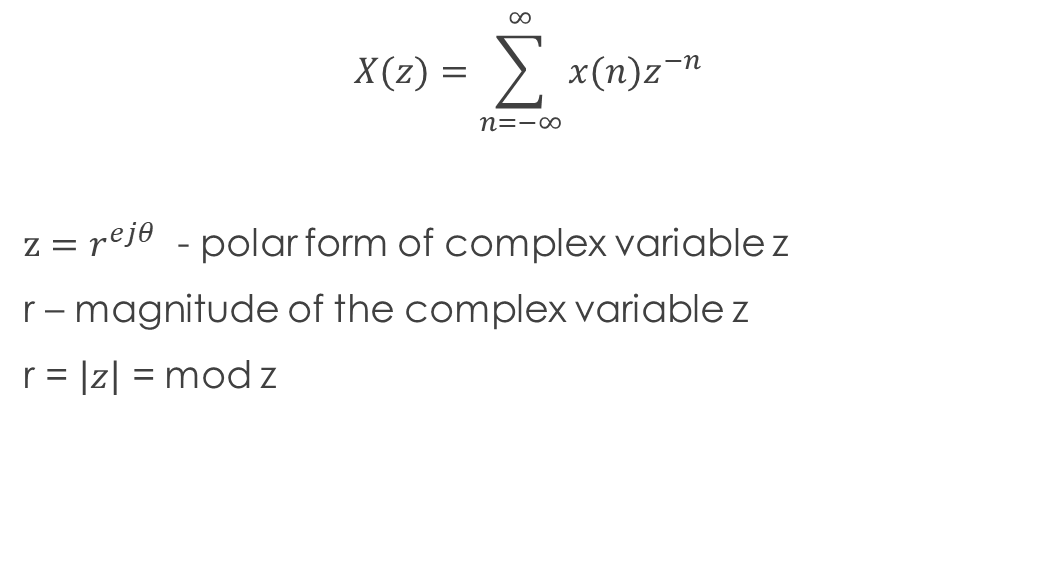 X(z) = ∑_{n=−∞}^{∞} x(n)z^{−n}
z = r^{ejθ} - polar form of complex variable z
r – magnitude of the complex variable z
r = |z| = mod z